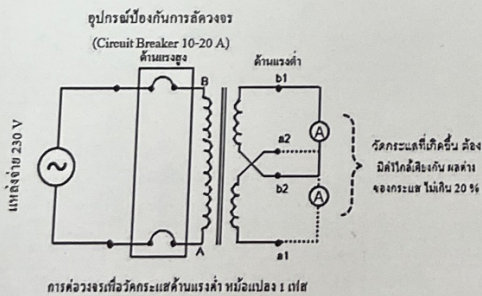 อุปกรณ์ป้องกันการลัดวงจร
(Circuit Breaker 10-20 A)
ด้านแรงสูง
ด้านแรงต่ำ
B
b1
A
แหล่งจ่าย 230 V
a2
b2
A
วัดกระแสที่เกิดขึ้น ต้อง
มีค่าใกล้เคียงกัน ผลต่าง
ของกระแส ไม่เกิน 20 %
A
a1
การต่อวงจรเพื่อวัดกระแสด้านแรงต่ำ หม้อแปลง 1 เฟส